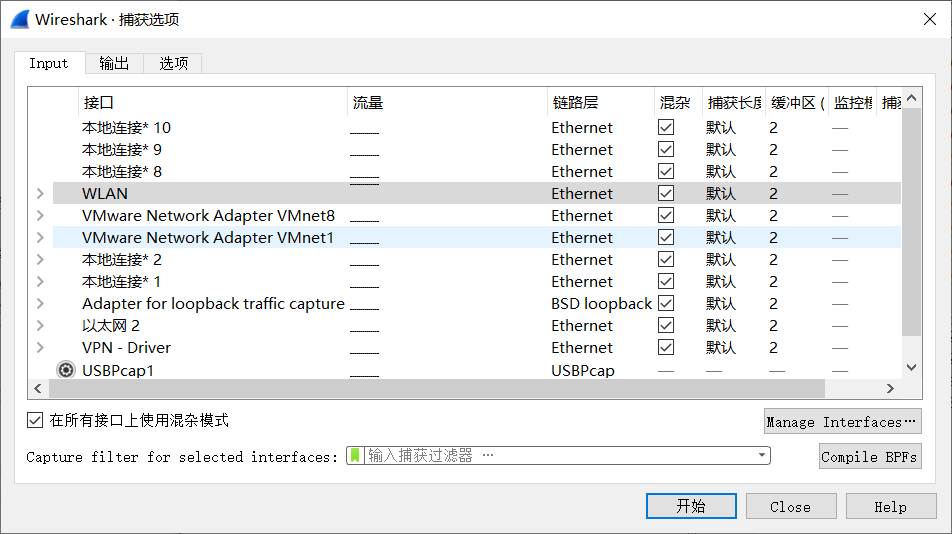 Wireshark · 捕获选项
Input 输出 选项
接口 流量 链路层 混杂 捕获长度 缓冲区 ( 监控模 捕获
本地连接* 10 Ethernet 默认 2 —
本地连接* 9 Ethernet 默认 2 —
本地连接* 8 Ethernet 默认 2 —
WLAN Ethernet 默认 2 —
VMware Network Adapter VMnet8 Ethernet 默认 2 —
VMware Network Adapter VMnet1 Ethernet 默认 2 —
本地连接* 2 Ethernet 默认 2 —
本地连接* 1 Ethernet 默认 2 —
Adapter for loopback traffic capture BSD loopback 默认 2 —
以太网 2 Ethernet 默认 2 —
VPN - Driver Ethernet 默认 2 —
USBPcap1 USBPcap — — — —
在所有接口上使用混杂模式 Manage Interfaces…
Capture filter for selected interfaces: 输入捕获过滤器 … Compile BPFs
开始 Close Help